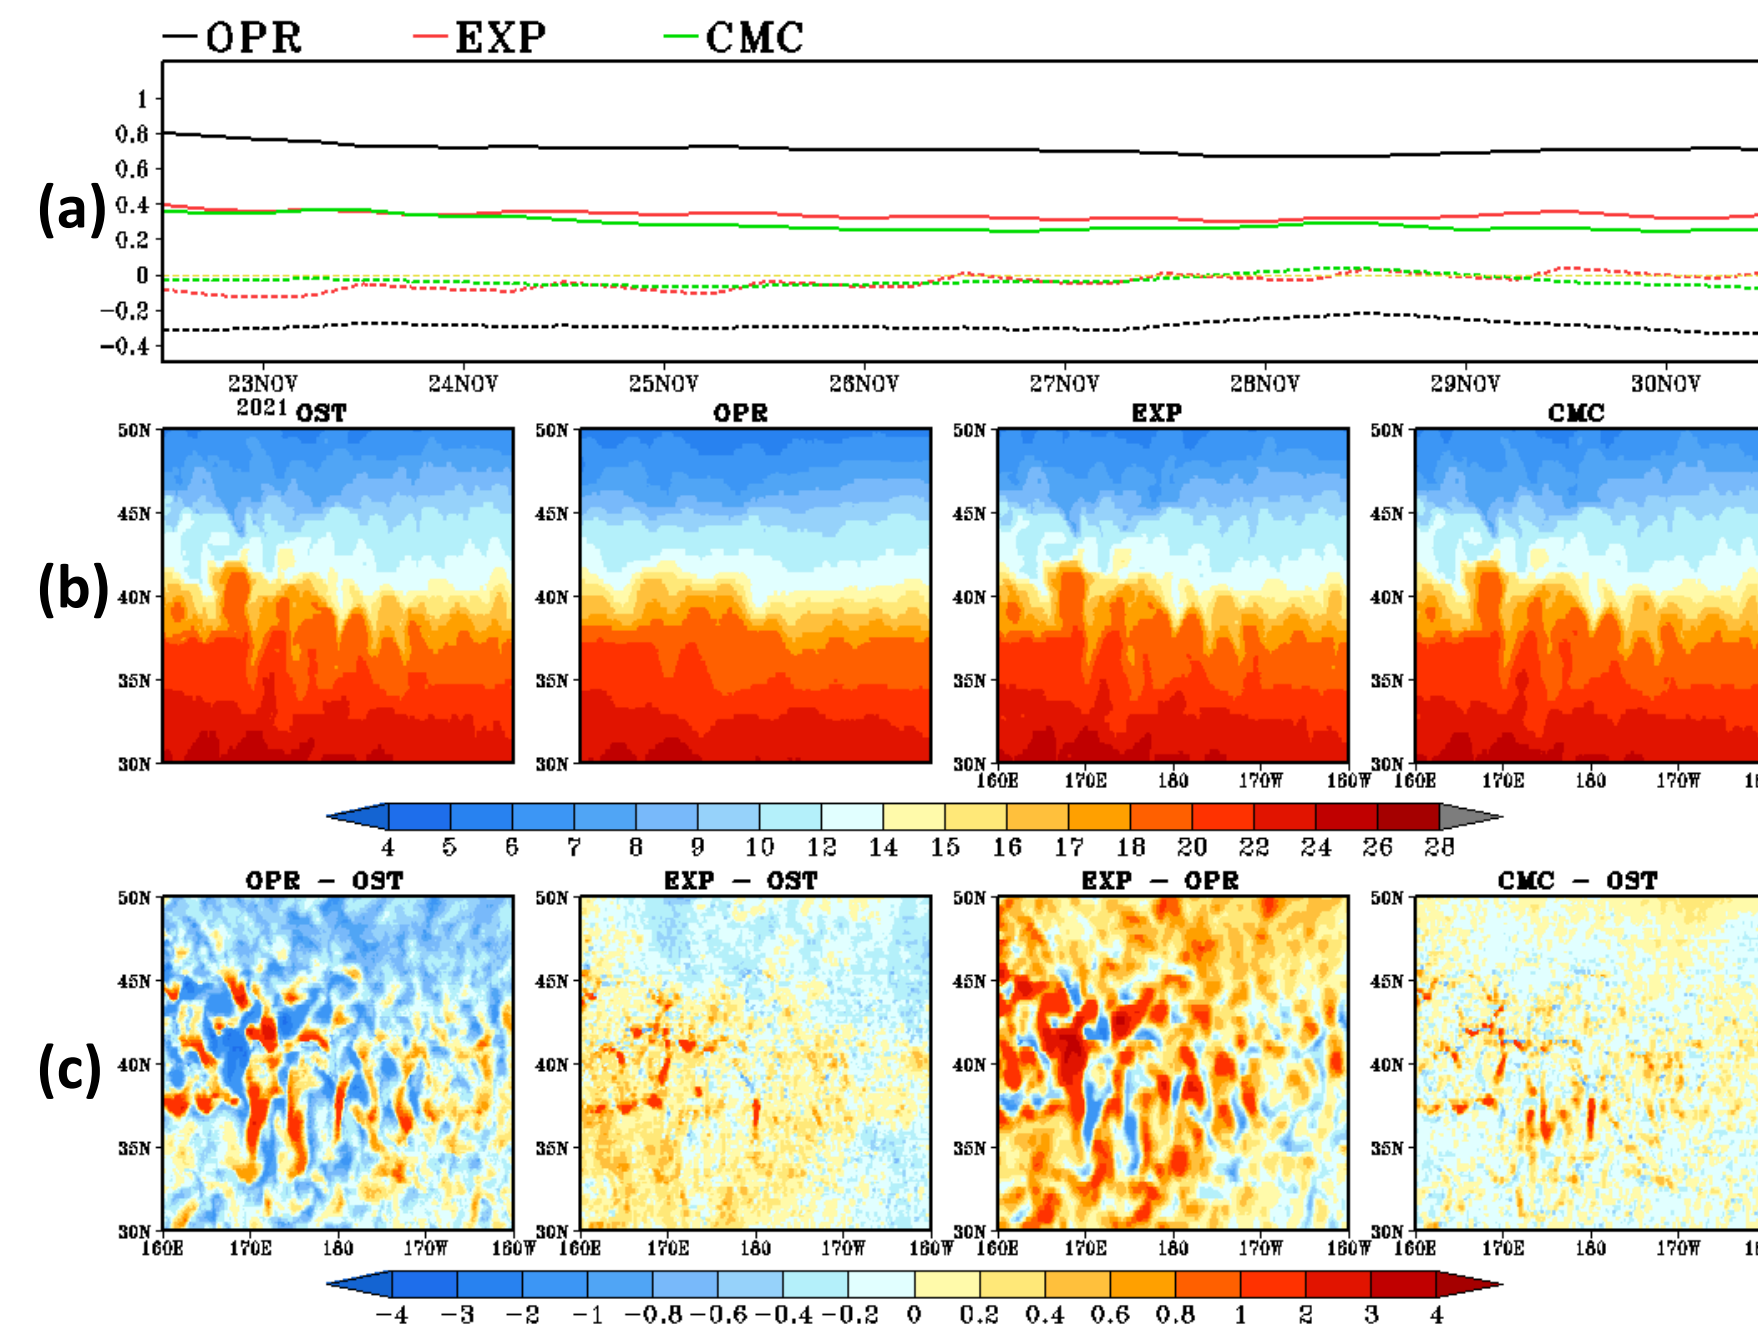 OPR EXP CMC
(a)
1
0.8
0.6
0.4
0.2
0
−0.2
−0.4
23NOV 24NOV 25NOV 26NOV 27NOV 28NOV 29NOV 30NOV
2021
OST OPR EXP CMC
(b)
50N 50N 50N 50N
45N 45N 45N 45N
40N 40N 40N 40N
35N 35N 35N 35N
30N 30N 30N 30N
160E 170E 180 170W 160W 160E 170E 180 170W
4 5 6 7 8 9 10 12 14 15 16 17 18 20 22 24 26 28
OPR − OST EXP − OST EXP − OPR CMC − OST
(c)
50N 50N 50N 50N
45N 45N 45N 45N
40N 40N 40N 40N
35N 35N 35N 35N
30N 30N 30N 30N
160E 170E 180 170W 160W 160E 170E 180 170W 160W 160E 170E 180 170W 160W 160E 170E 180 170W
−4 −3 −2 −1 −0.8 −0.6 −0.4 −0.2 0 0.2 0.4 0.6 0.8 1 2 3 4